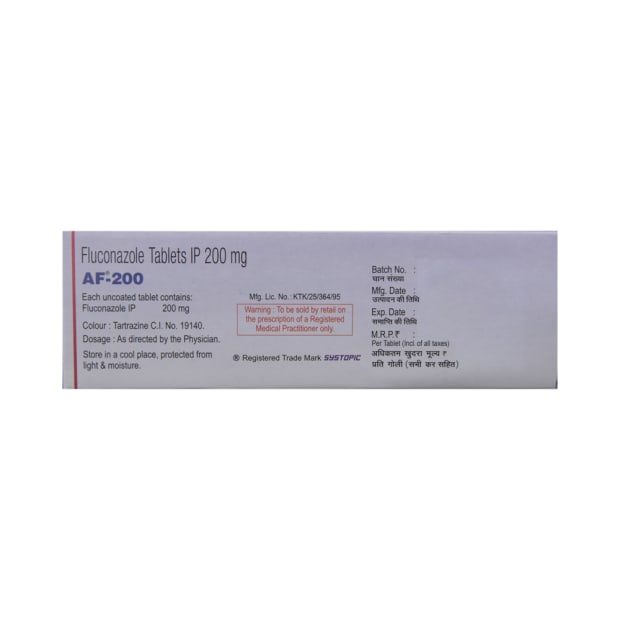 Fluconazole Tablets IP 200 mg
AF®-200
Each uncoated tablet contains:
Fluconazole IP 200 mg
Colour : Tartrazine C.I. No. 19140.
Dosage : As directed by the Physician.
Store in a cool place, protected from
light & moisture.
Mfg. Lic. No.: KTK/25/364/95
Warning : To be sold by retail on
the prescription of a Registered
Medical Practitioner only.
® Registered Trade Mark SYSTOPIC
Batch No. :
घान संख्या
Mfg. Date :
उत्पादन की तिथि
Exp. Date :
समाप्ति की तिथि
M.R.P.₹ :
Per Tablet (Incl. of all taxes)
अधिकतम खुदरा मूल्य ₹
प्रति गोली (सभी कर सहित)